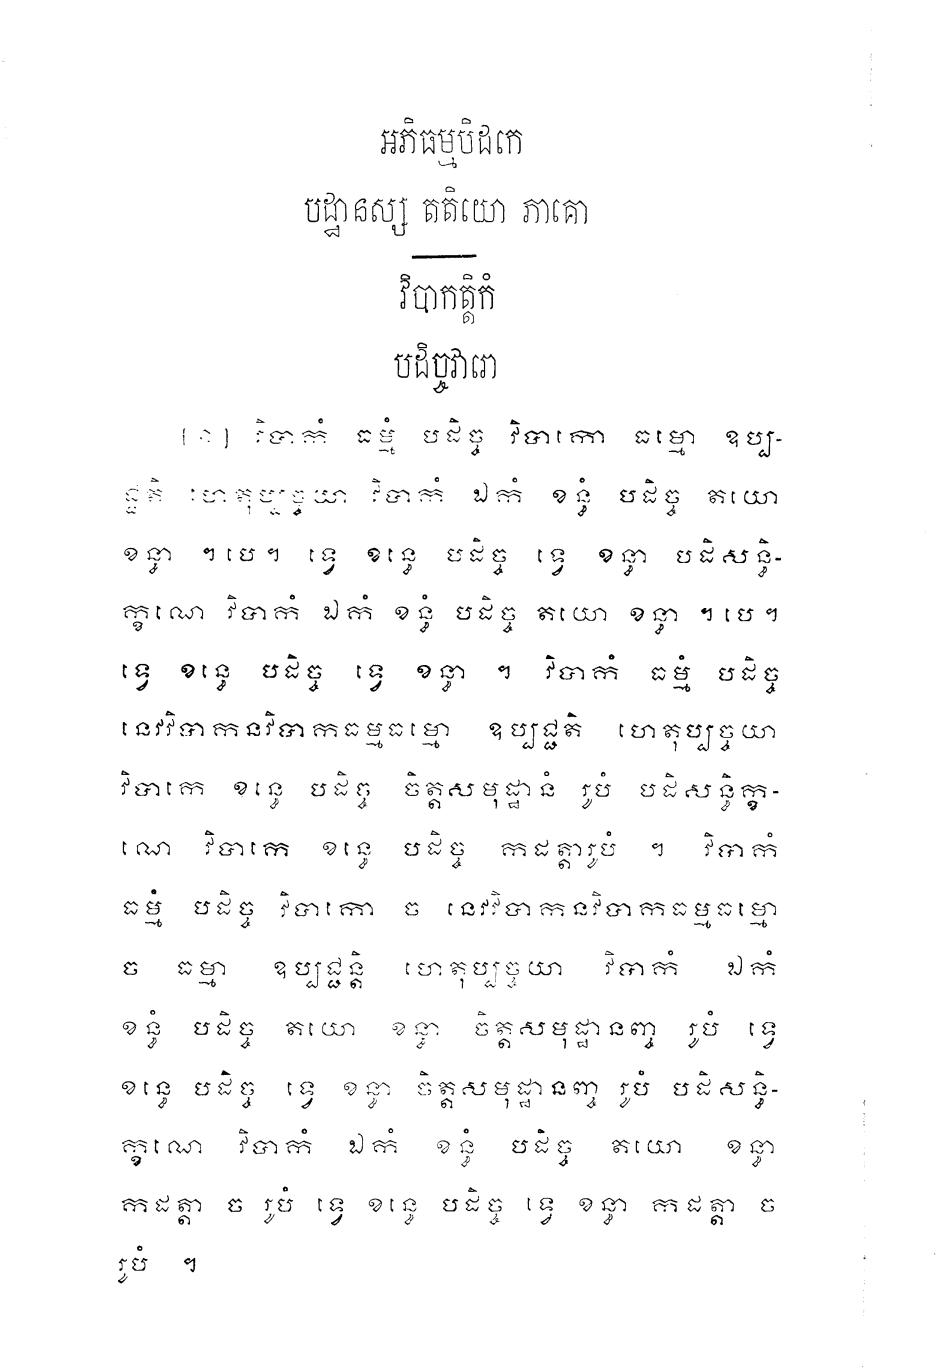 អភិធម្មបិដកេ
បដ្ឋានស្ស តតិយោ ភាគោ
វិបាកត្តិកំ
បដិច្ចវារោ
[១] វិបាកំ ធម្មំ បដិច្ច វិបាកោ ធម្មោ ឧប្ប-
ជ្ជតិ ហេតុប្បច្ចយា វិបាកំ ឯកំ ខន្ធំ បដិច្ច តយោ
ខន្ធា ។បេ។ ទ្វេ ខន្ធេ បដិច្ច ទ្វេ ខន្ធា បដិសន្ធិ-
ក្ខណេ វិបាកំ ឯកំ ខន្ធំ បដិច្ច តយោ ខន្ធា ។បេ។
ទ្វេ ខន្ធេ បដិច្ច ទ្វេ ខន្ធា ។ វិបាកំ ធម្មំ បដិច្ច
នេវវិបាកនវិបាកធម្មធម្មោ ឧប្បជ្ជតិ ហេតុប្បច្ចយា
វិបាកេ ខន្ធេ បដិច្ច ចិត្តសមុដ្ឋានំ រូបំ បដិសន្ធិក្ខ-
ណេ វិបាកេ ខន្ធេ បដិច្ច កដត្តារូបំ ។ វិបាកំ
ធម្មំ បដិច្ច វិបាកោ ច នេវវិបាកនវិបាកធម្មធម្មោ
ច ធម្មា ឧប្បជ្ជន្តិ ហេតុប្បច្ចយា វិបាកំ ឯកំ
ខន្ធំ បដិច្ច តយោ ខន្ធា ចិត្តសមុដ្ឋានញ្ច រូបំ ទ្វេ
ខន្ធេ បដិច្ច ទ្វេ ខន្ធា ចិត្តសមុដ្ឋានញ្ច រូបំ បដិសន្ធិ-
ក្ខណេ វិបាកំ ឯកំ ខន្ធំ បដិច្ច តយោ ខន្ធា
កដត្តា ច រូបំ ទ្វេ ខន្ធេ បដិច្ច ទ្វេ ខន្ធា កដត្តា ច
រូបំ ។